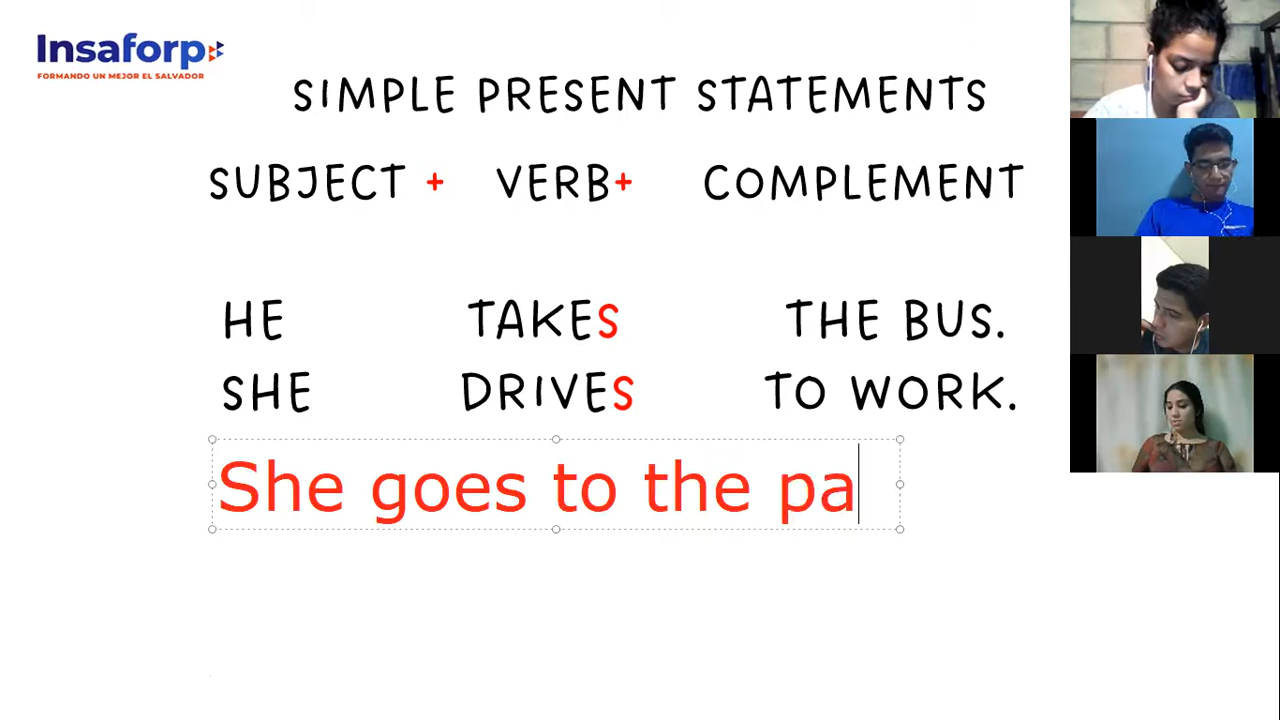 Insaforp
FORMANDO UN MEJOR EL SALVADOR
SIMPLE PRESENT STATEMENTS
SUBJECT + VERB+ COMPLEMENT
HE TAKES THE BUS.
SHE DRIVES TO WORK.
She goes to the pa